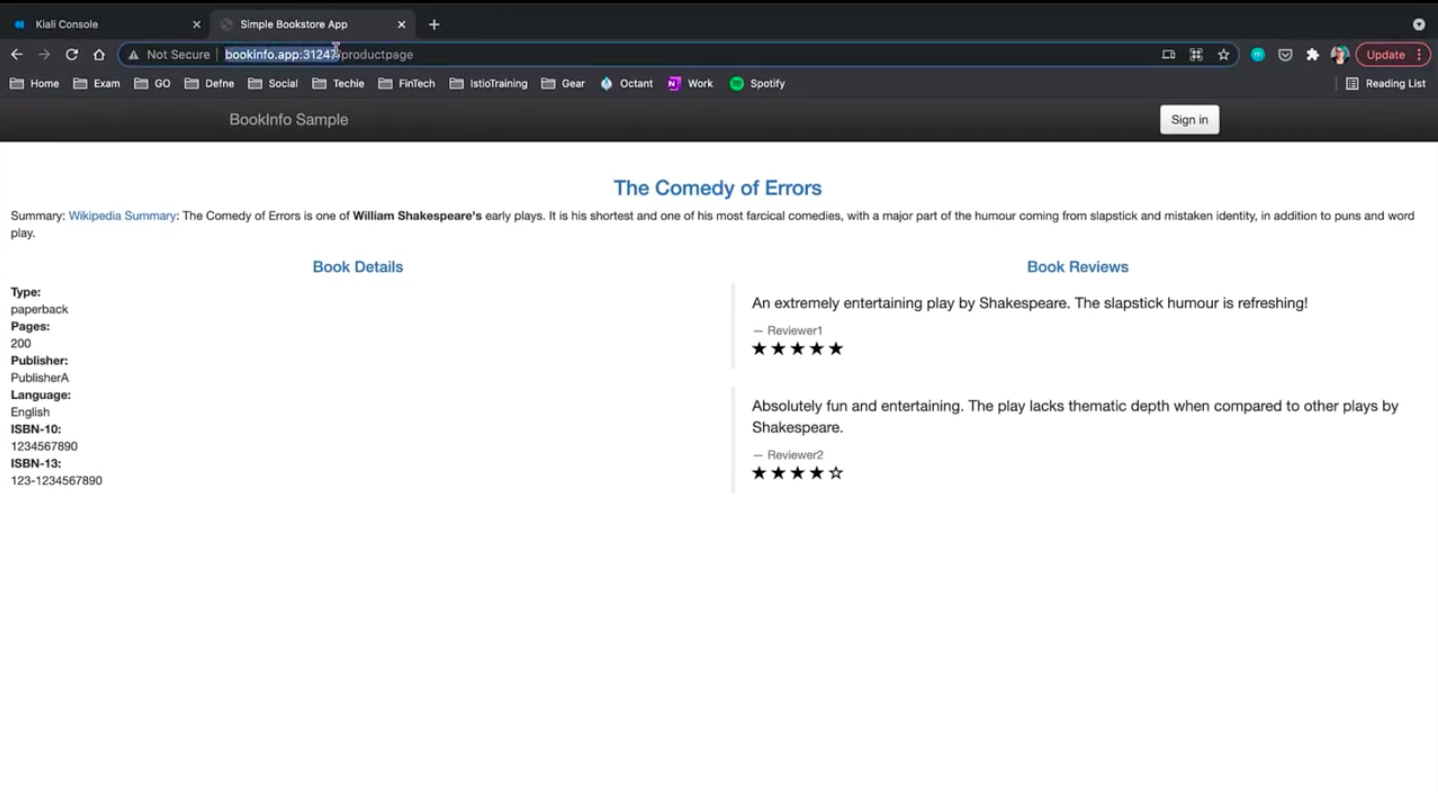 Kiali Console
Simple Bookstore App
Not Secure | bookinfo.app:31247/productpage
Update
Home Exam GO Defne Social Techie FinTech IstioTraining Gear Octant Work Spotify Reading List
BookInfo Sample
Sign in
The Comedy of Errors
Summary: Wikipedia Summary: The Comedy of Errors is one of William Shakespeare's early plays. It is his shortest and one of his most farcical comedies, with a major part of the humour coming from slapstick and mistaken identity, in addition to puns and word
play.
Book Details
Type:
paperback
Pages:
200
Publisher:
PublisherA
Language:
English
ISBN-10:
1234567890
ISBN-13:
123-1234567890
Book Reviews
An extremely entertaining play by Shakespeare. The slapstick humour is refreshing!
— Reviewer1
★★★★★
Absolutely fun and entertaining. The play lacks thematic depth when compared to other plays by
Shakespeare.
— Reviewer2
★★★★☆